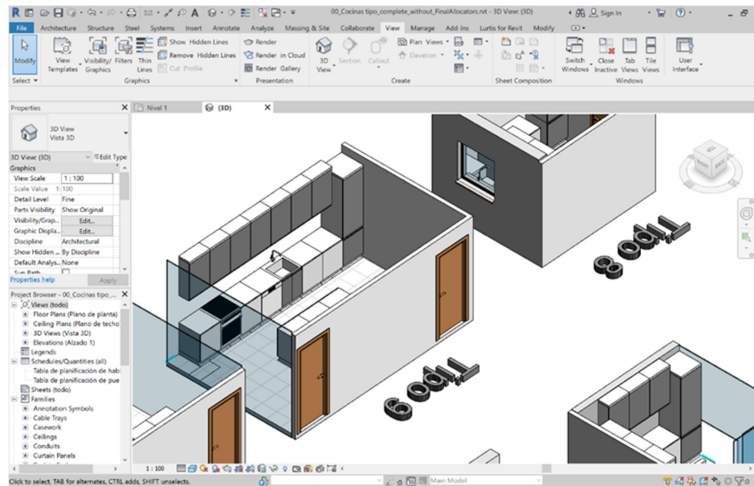 00_Cocinas tipo_complete_without_FinalAllocators.rvt - 3D View: {3D}
Sign In
File Architecture Structure Steel Systems Insert Annotate Analyze Massing & Site Collaborate View Manage Add-Ins Lurtis for Revit Modify
Modify
View Templates
Visibility/ Graphics
Filters
Thin Lines
Show Hidden Lines
Remove Hidden Lines
Cut Profile
Render
Render in Cloud
Render Gallery
3D View
Section
Callout
Plan Views
Elevation
Switch Windows
Close Inactive
Tab Views
Tile Views
User Interface
Select
Graphics
Presentation
Create
Sheet Composition
Windows
Properties
Nivel 1
{3D}
3D View
Vista 3D
3D View: {3D}
Edit Type
Graphics
View Scale 1 : 100
Scale Value 1: 100
Detail Level Fine
Parts Visibility Show Original
Visibility/Grap... Edit...
Graphic Displa... Edit...
Discipline Architectural
Show Hidden ... By Discipline
Default Analys... None
Sun Path
Properties help
Apply
Project Browser - 00_Cocinas tipo_...
Views (todo)
Floor Plans (Plano de planta)
Ceiling Plans (Plano de techo
3D Views (Vista 3D)
Elevations (Alzado 1)
Legends
Schedules/Quantities (all)
Tabla de planificación de hab
Tabla de planificación de pue
Sheets (todo)
Families
Annotation Symbols
Cable Trays
Casework
Ceilings
Conduits
Curtain Panels
1 : 100
Click to select, TAB for alternates, CTRL adds, SHIFT unselects.
Main Model